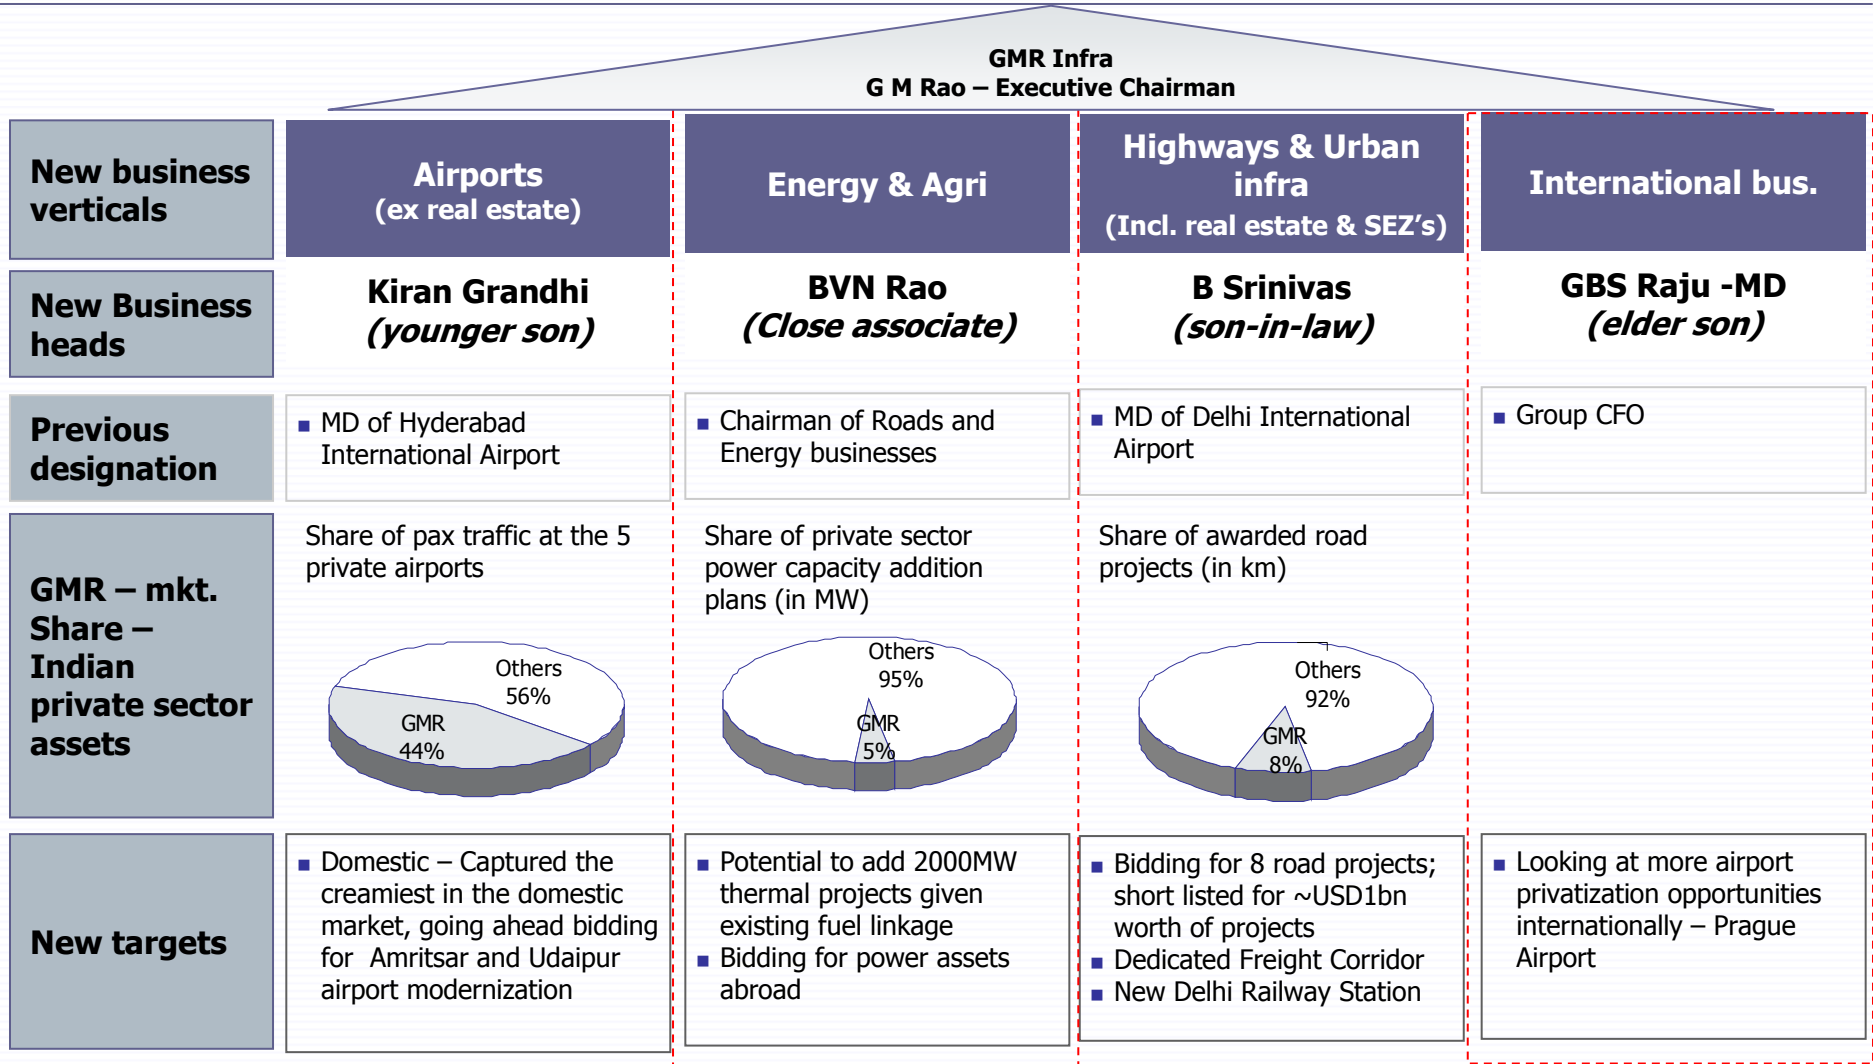 GMR Infra
G M Rao – Executive Chairman
New business
verticals
Airports
(ex real estate)
Energy & Agri
Highways & Urban
infra
(Incl. real estate & SEZ's)
International bus.
New Business
heads
Kiran Grandhi
(younger son)
BVN Rao
(Close associate)
B Srinivas
(son-in-law)
GBS Raju -MD
(elder son)
Previous
designation
■ MD of Hyderabad
International Airport
■ Chairman of Roads and
Energy businesses
■ MD of Delhi International
Airport
■ Group CFO
GMR – mkt.
Share –
Indian
private sector
assets
Share of pax traffic at the 5
private airports
Others
56%
GMR
44%
Share of private sector
power capacity addition
plans (in MW)
Others
95%
GMR
5%
Share of awarded road
projects (in km)
Others
92%
GMR
8%
New targets
■ Domestic – Captured the
creamiest in the domestic
market, going ahead bidding
for Amritsar and Udaipur
airport modernization
■ Potential to add 2000MW
thermal projects given
existing fuel linkage
■ Bidding for power assets
abroad
■ Bidding for 8 road projects;
short listed for ~USD1bn
worth of projects
■ Dedicated Freight Corridor
■ New Delhi Railway Station
■ Looking at more airport
privatization opportunities
internationally – Prague
Airport